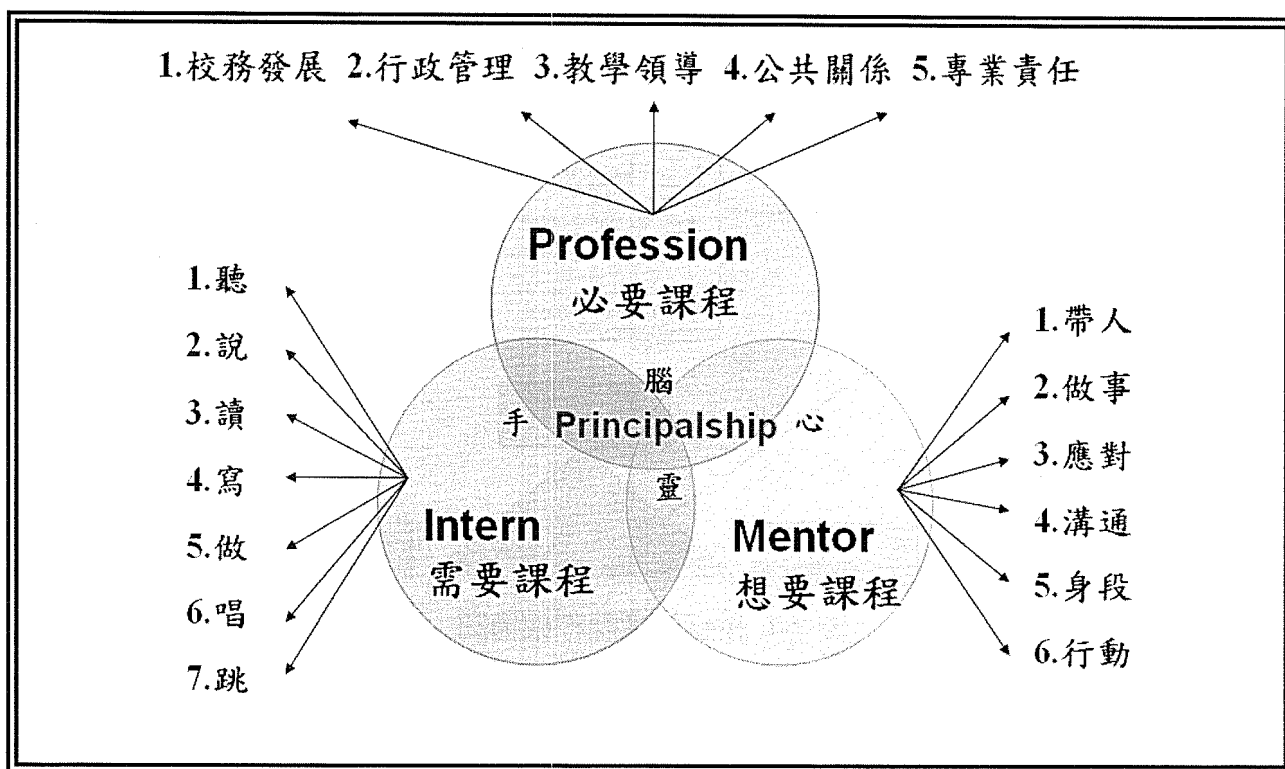 1.校務發展 2.行政管理 3.教學領導 4.公共關係 5.專業責任
Profession
必要課程
1.聽
2.說
3.讀
4.寫
5.做
6.唱
7.跳
腦
手 Principalship 心
靈
Intern
需要課程
Mentor
想要課程
1.帶人
2.做事
3.應對
4.溝通
5.身段
6.行動